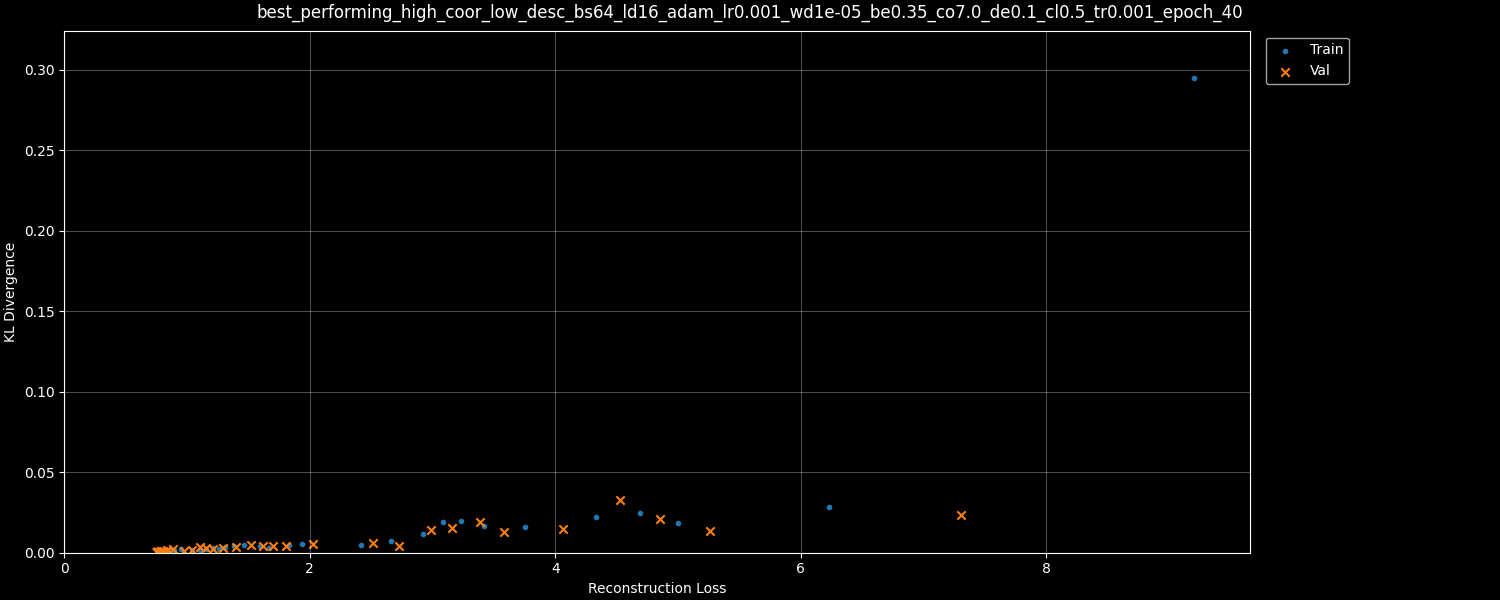 best_performing_high_coor_low_desc_bs64_ld16_adam_lr0.001_wd1e-05_be0.35_co7.0_de0.1_cl0.5_tr0.001_epoch_40
Train
Val
0.30
0.25
0.20
0.15
0.10
0.05
0.00
KL Divergence
0
2
4
6
8
Reconstruction Loss